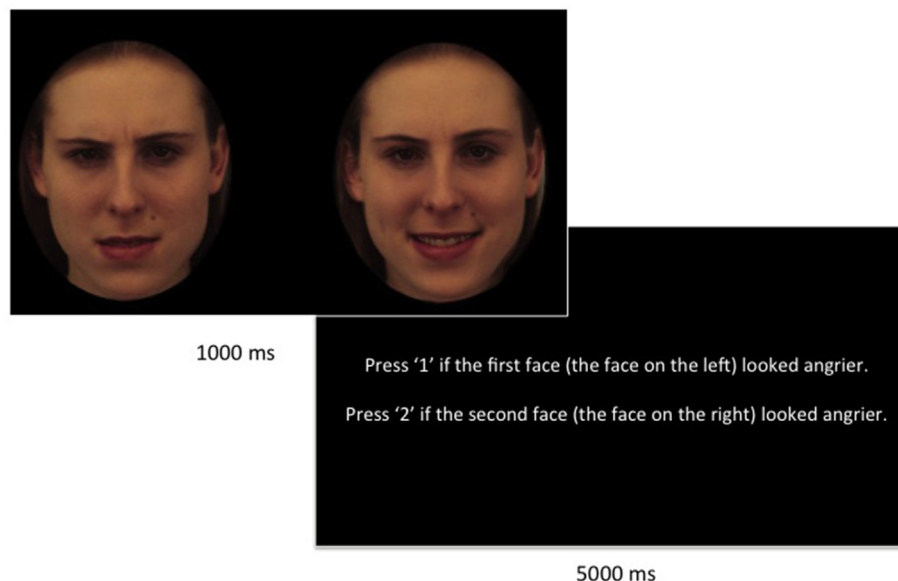 1000 ms
Press ‘1’ if the first face (the face on the left) looked angrier.
Press ‘2’ if the second face (the face on the right) looked angrier.
5000 ms